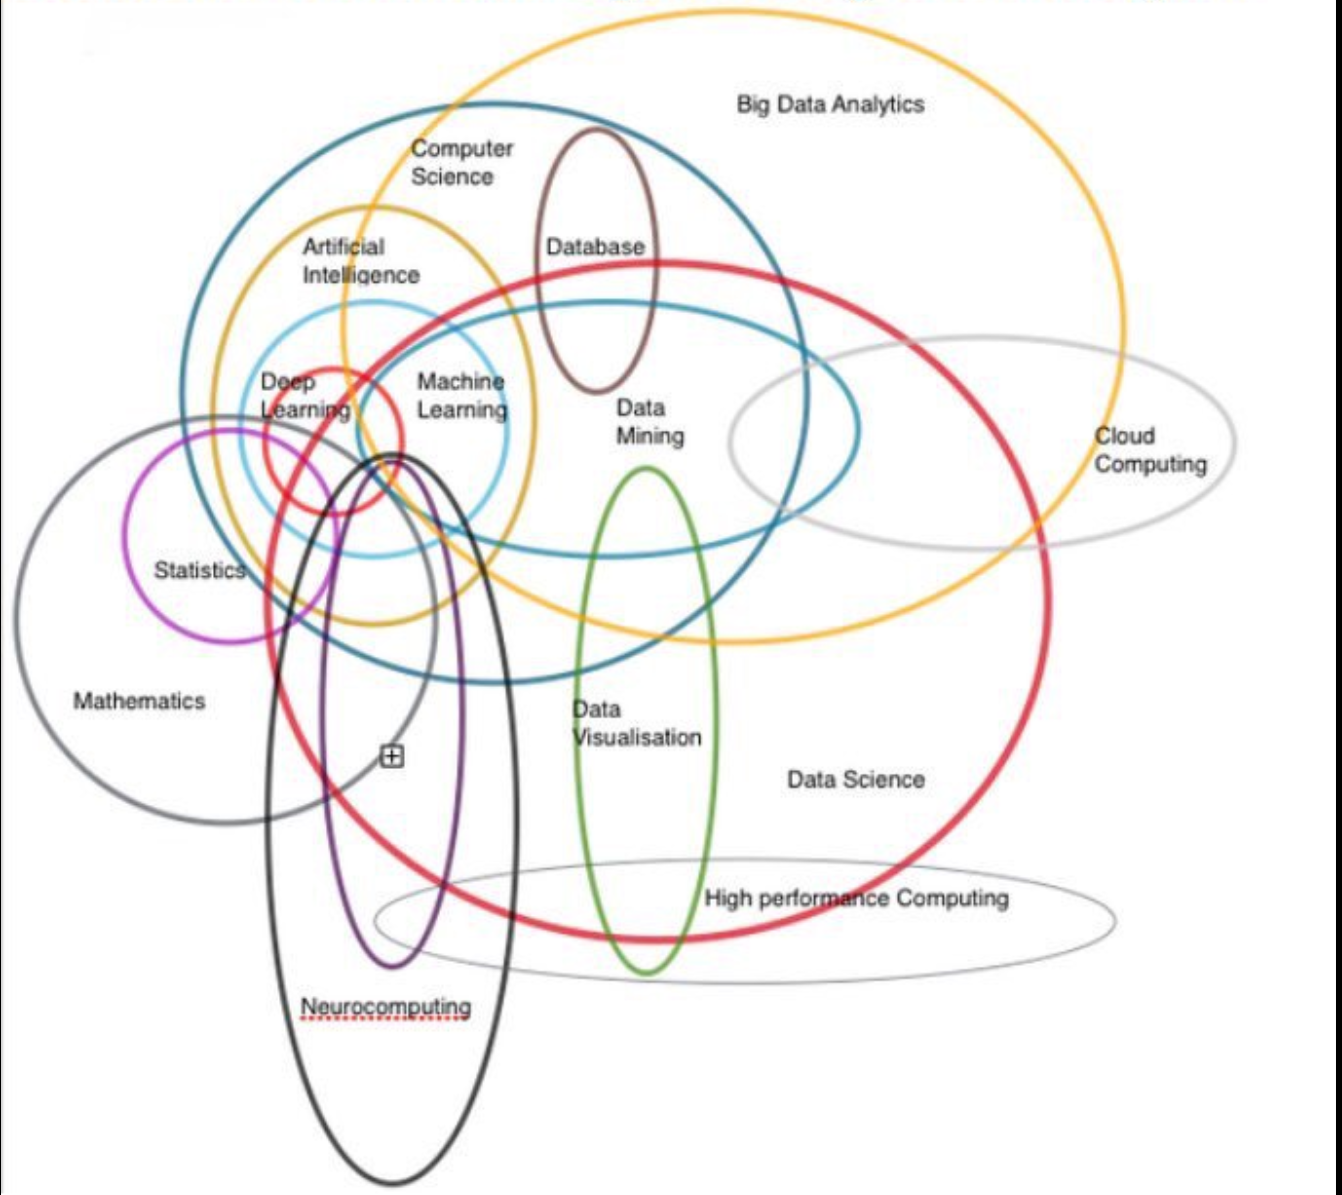 Big Data Analytics
Computer
Science
Artificial
Intelligence
Database
Deep
Learning
Machine
Learning
Data
Mining
Cloud
Computing
Statistics
Mathematics
Data
Visualisation
Data Science
High performance Computing
Neurocomputing